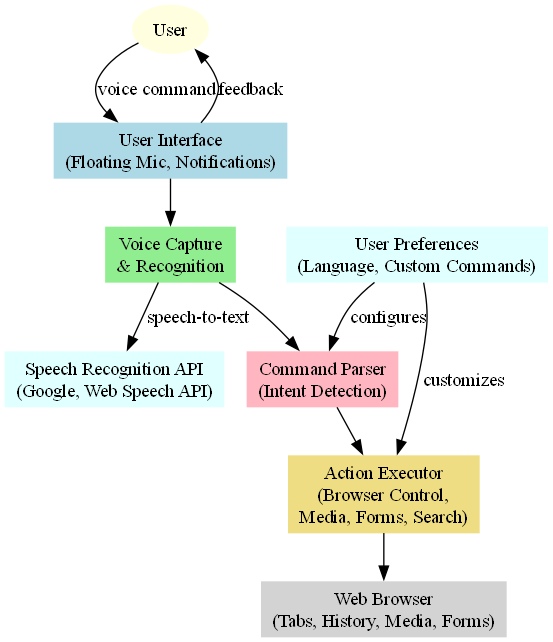 User
voice command
feedback
User Interface
(Floating Mic, Notifications)
Voice Capture
& Recognition
User Preferences
(Language, Custom Commands)
speech-to-text
configures
Speech Recognition API
(Google, Web Speech API)
Command Parser
(Intent Detection)
customizes
Action Executor
(Browser Control,
Media, Forms, Search)
Web Browser
(Tabs, History, Media, Forms)